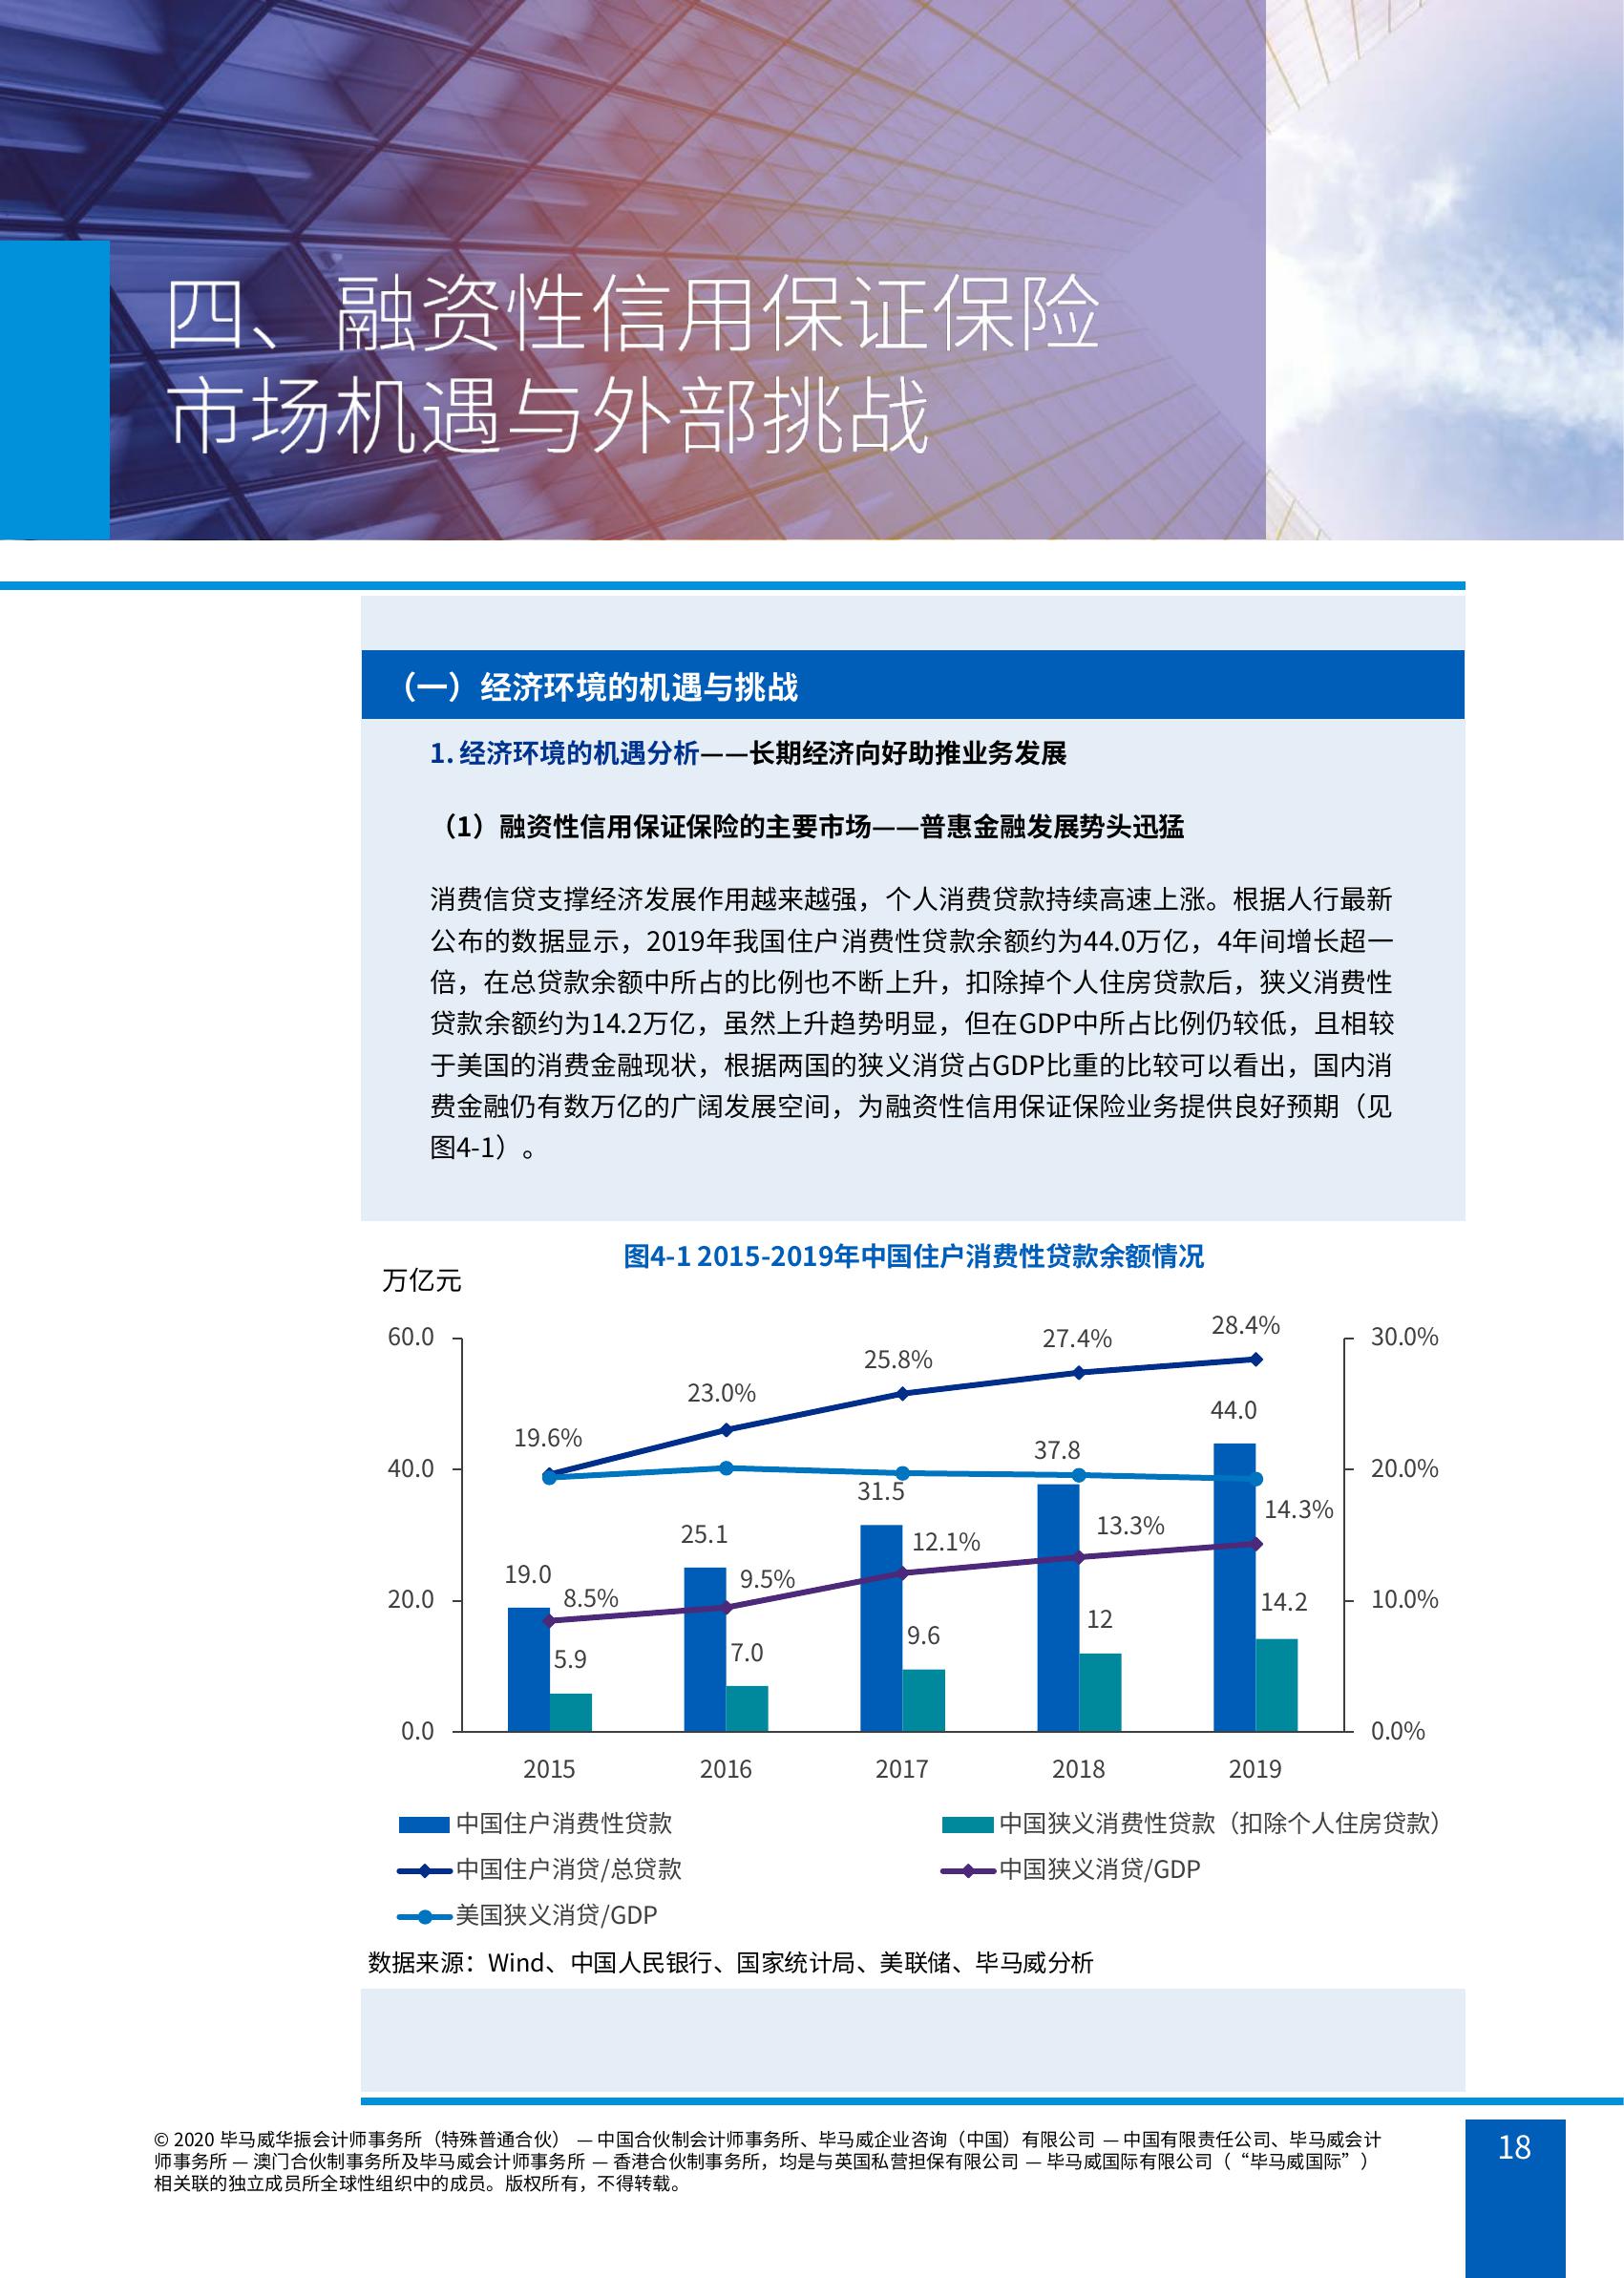 四、融资性信用保证保险
市场机遇与外部挑战
（一）经济环境的机遇与挑战
1. 经济环境的机遇分析——长期经济向好助推业务发展
（1）融资性信用保证保险的主要市场——普惠金融发展势头迅猛
消费信贷支撑经济发展作用越来越强，个人消费贷款持续高速上涨。根据人行最新
公布的数据显示，2019年我国住户消费性贷款余额约为44.0万亿，4年间增长超一
倍，在总贷款余额中所占的比例也不断上升，扣除掉个人住房贷款后，狭义消费性
贷款余额约为14.2万亿，虽然上升趋势明显，但在GDP中所占比例仍较低，且相较
于美国的消费金融现状，根据两国的狭义消贷占GDP比重的比较可以看出，国内消
费金融仍有数万亿的广阔发展空间，为融资性信用保证保险业务提供良好预期（见
图4-1）。
图4-1 2015-2019年中国住户消费性贷款余额情况
万亿元
60.0
40.0
20.0
0.0
30.0%
20.0%
10.0%
0.0%
19.6%
23.0%
25.8%
27.4%
28.4%
19.0
25.1
31.5
37.8
44.0
8.5%
9.5%
12.1%
13.3%
14.3%
5.9
7.0
9.6
12
14.2
2015
2016
2017
2018
2019
中国住户消费性贷款
中国狭义消费性贷款（扣除个人住房贷款）
中国住户消贷/总贷款
中国狭义消贷/GDP
美国狭义消贷/GDP
数据来源：Wind、中国人民银行、国家统计局、美联储、毕马威分析
© 2020 毕马威华振会计师事务所（特殊普通合伙） — 中国合伙制会计师事务所、毕马威企业咨询（中国）有限公司 — 中国有限责任公司、毕马威会计
师事务所 — 澳门合伙制事务所及毕马威会计师事务所 — 香港合伙制事务所，均是与英国私营担保有限公司 — 毕马威国际有限公司（“毕马威国际”）
相关联的独立成员所全球性组织中的成员。版权所有，不得转载。
18